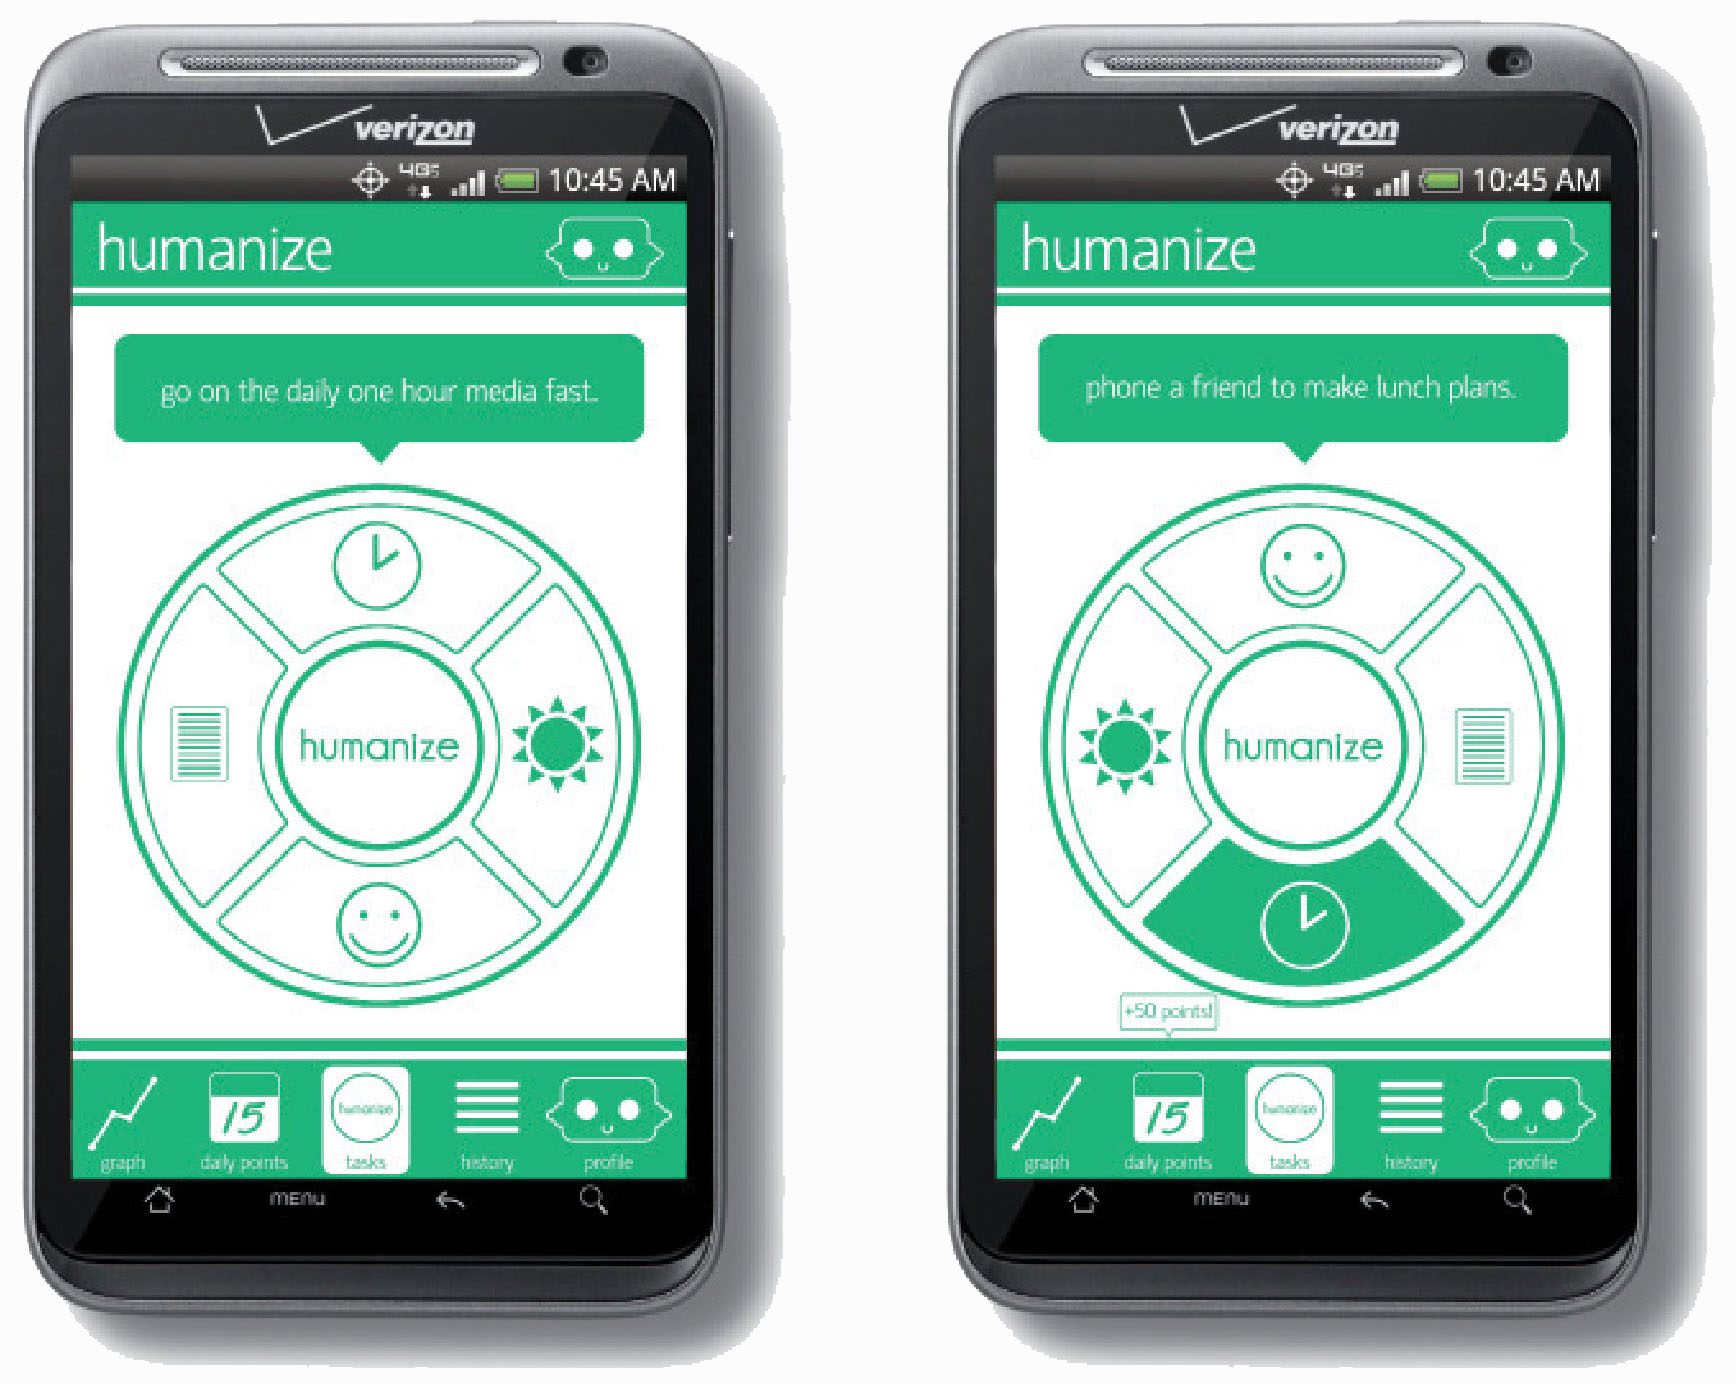 verizon
4G
10:45 AM
humanize
go on the daily one hour media fast.
humanize
15
humanize
graph
daily points
tasks
history
profile
MENU
verizon
4G
10:45 AM
humanize
phone a friend to make lunch plans.
humanize
+50 points!
15
humanize
graph
daily points
tasks
history
profile
MENU